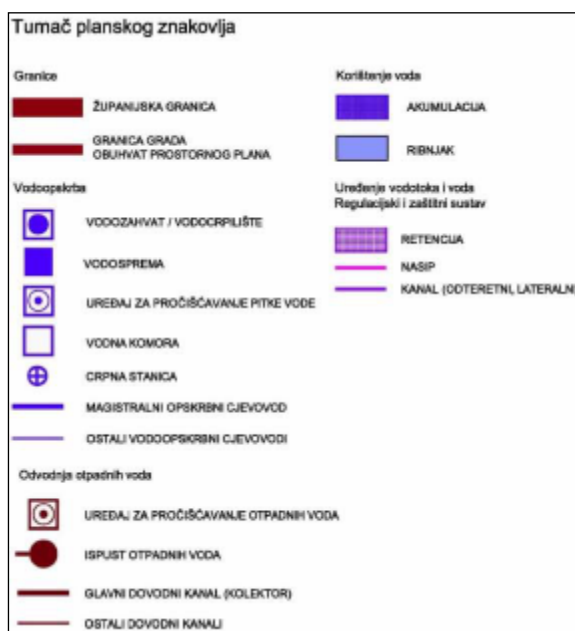 Tumač planskog znakovlja
Granice
ŽUPANIJSKA GRANICA
GRANICA GRADA
OBUHVAT PROSTORNOG PLANA
Vodoopskrba
VODOZAHVAT / VODOCRPILIŠTE
VODOSPREMA
UREĐAJ ZA PROČIŠĆAVANJE PITKE VODE
VODNA KOMORA
CRPNA STANICA
MAGISTRALNI OPSKRBNI CJEVOVOD
OSTALI VODOOPSKRBNI CJEVOVODI
Odvodnja otpadnih voda
UREĐAJ ZA PROČIŠĆAVANJE OTPADNIH VODA
ISPUST OTPADNIH VODA
GLAVNI DOVODNI KANAL (KOLEKTOR)
OSTALI DOVODNI KANALI
Korištenje voda
AKUMULACIJA
RIBNJAK
Uređenje vodotoka i voda
Regulacijski i zaštitni sustav
RETENCIJA
NASIP
KANAL (ODTERETNI, LATERALNI